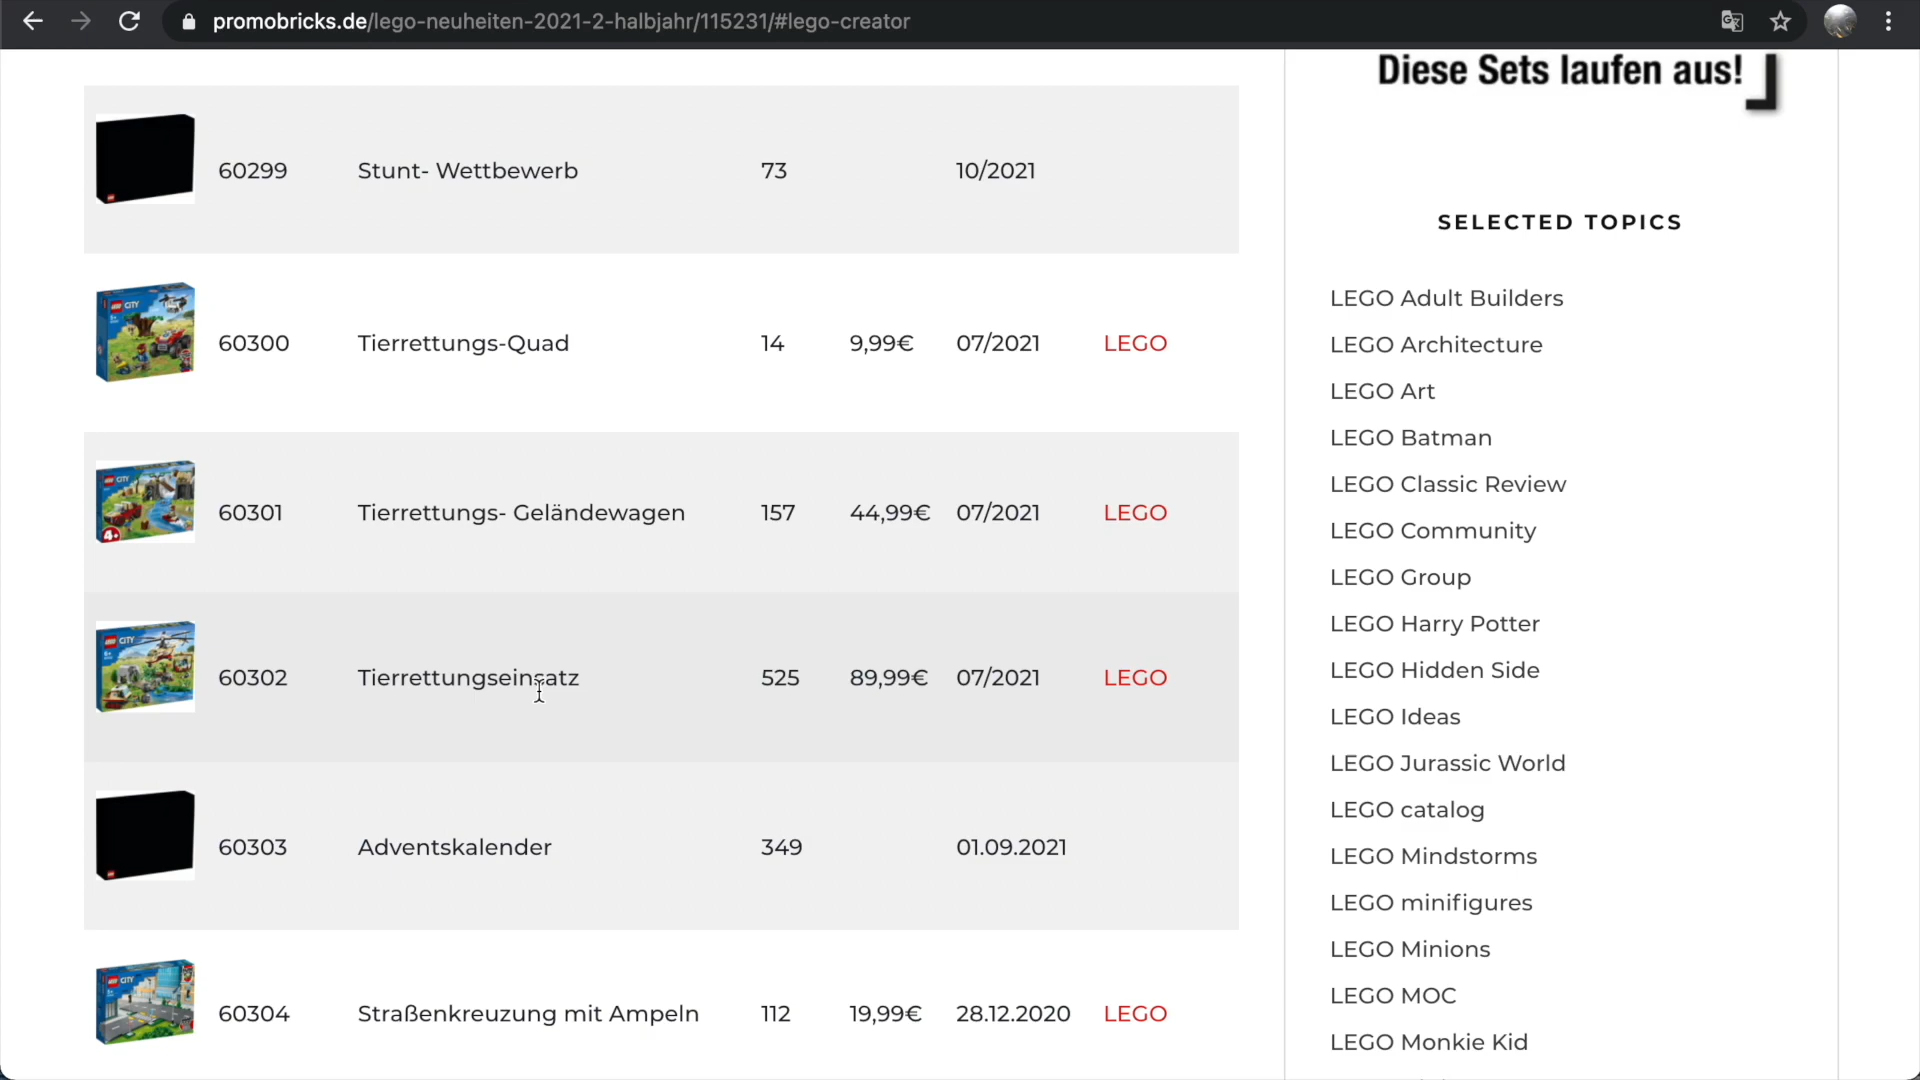 promobricks.de/lego-neuheiten-2021-2-halbjahr/115231/#lego-creator
Diese Sets laufen aus!
60299 Stunt- Wettbewerb 73 10/2021
60300 Tierrettungs-Quad 14 9,99€ 07/2021 LEGO
60301 Tierrettungs- Geländewagen 157 44,99€ 07/2021 LEGO
4+
60302 Tierrettungseinsatz 525 89,99€ 07/2021 LEGO
60303 Adventskalender 349 01.09.2021
60304 Straßenkreuzung mit Ampeln 112 19,99€ 28.12.2020 LEGO
SELECTED TOPICS
LEGO Adult Builders
LEGO Architecture
LEGO Art
LEGO Batman
LEGO Classic Review
LEGO Community
LEGO Group
LEGO Harry Potter
LEGO Hidden Side
LEGO Ideas
LEGO Jurassic World
LEGO catalog
LEGO Mindstorms
LEGO minifigures
LEGO Minions
LEGO MOC
LEGO Monkie Kid